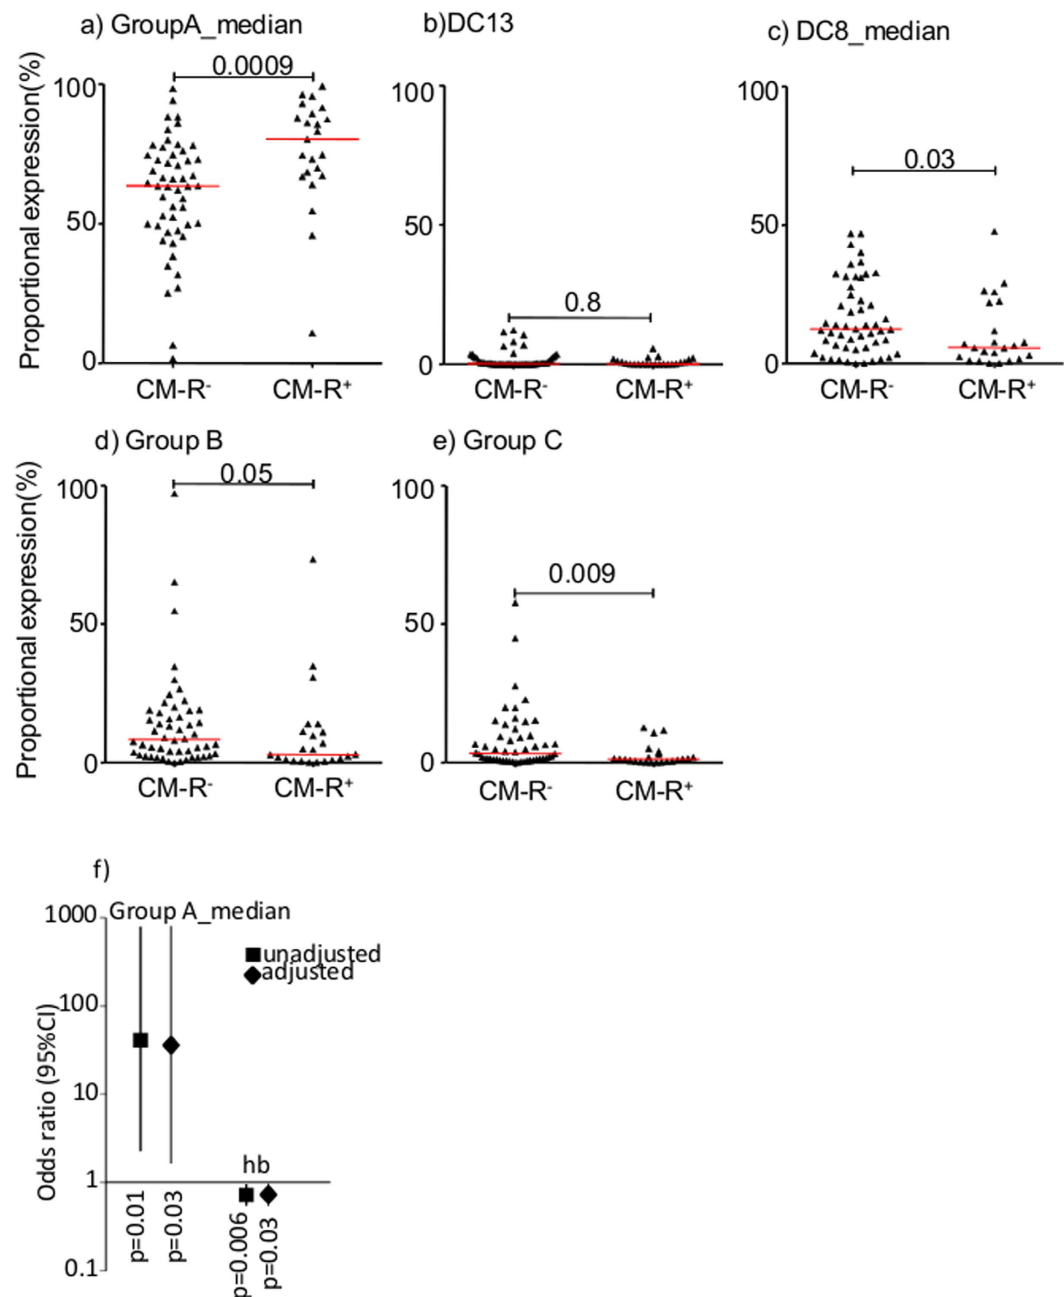 a) GroupA_median
b)DC13
c) DC8_median
Proportional expression(%)
100
50
0
0.0009
CM-R⁻
CM-R⁺
100
50
0
0.8
CM-R⁻
CM-R⁺
100
50
0
0.03
CM-R⁻
CM-R⁺
d) Group B
e) Group C
Proportional expression(%)
100
50
0
0.05
CM-R⁻
CM-R⁺
100
50
0
0.009
CM-R⁻
CM-R⁺
f)
Group A_median
Odds ratio (95%CI)
1000
100
10
1
0.1
unadjusted
adjusted
hb
p=0.01
p=0.03
p=0.006
p=0.03